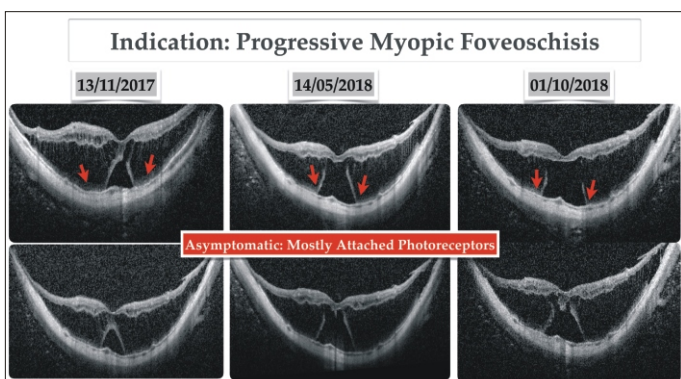 Indication: Progressive Myopic Foveoschisis
13/11/2017
14/05/2018
01/10/2018
Asymptomatic: Mostly Attached Photoreceptors